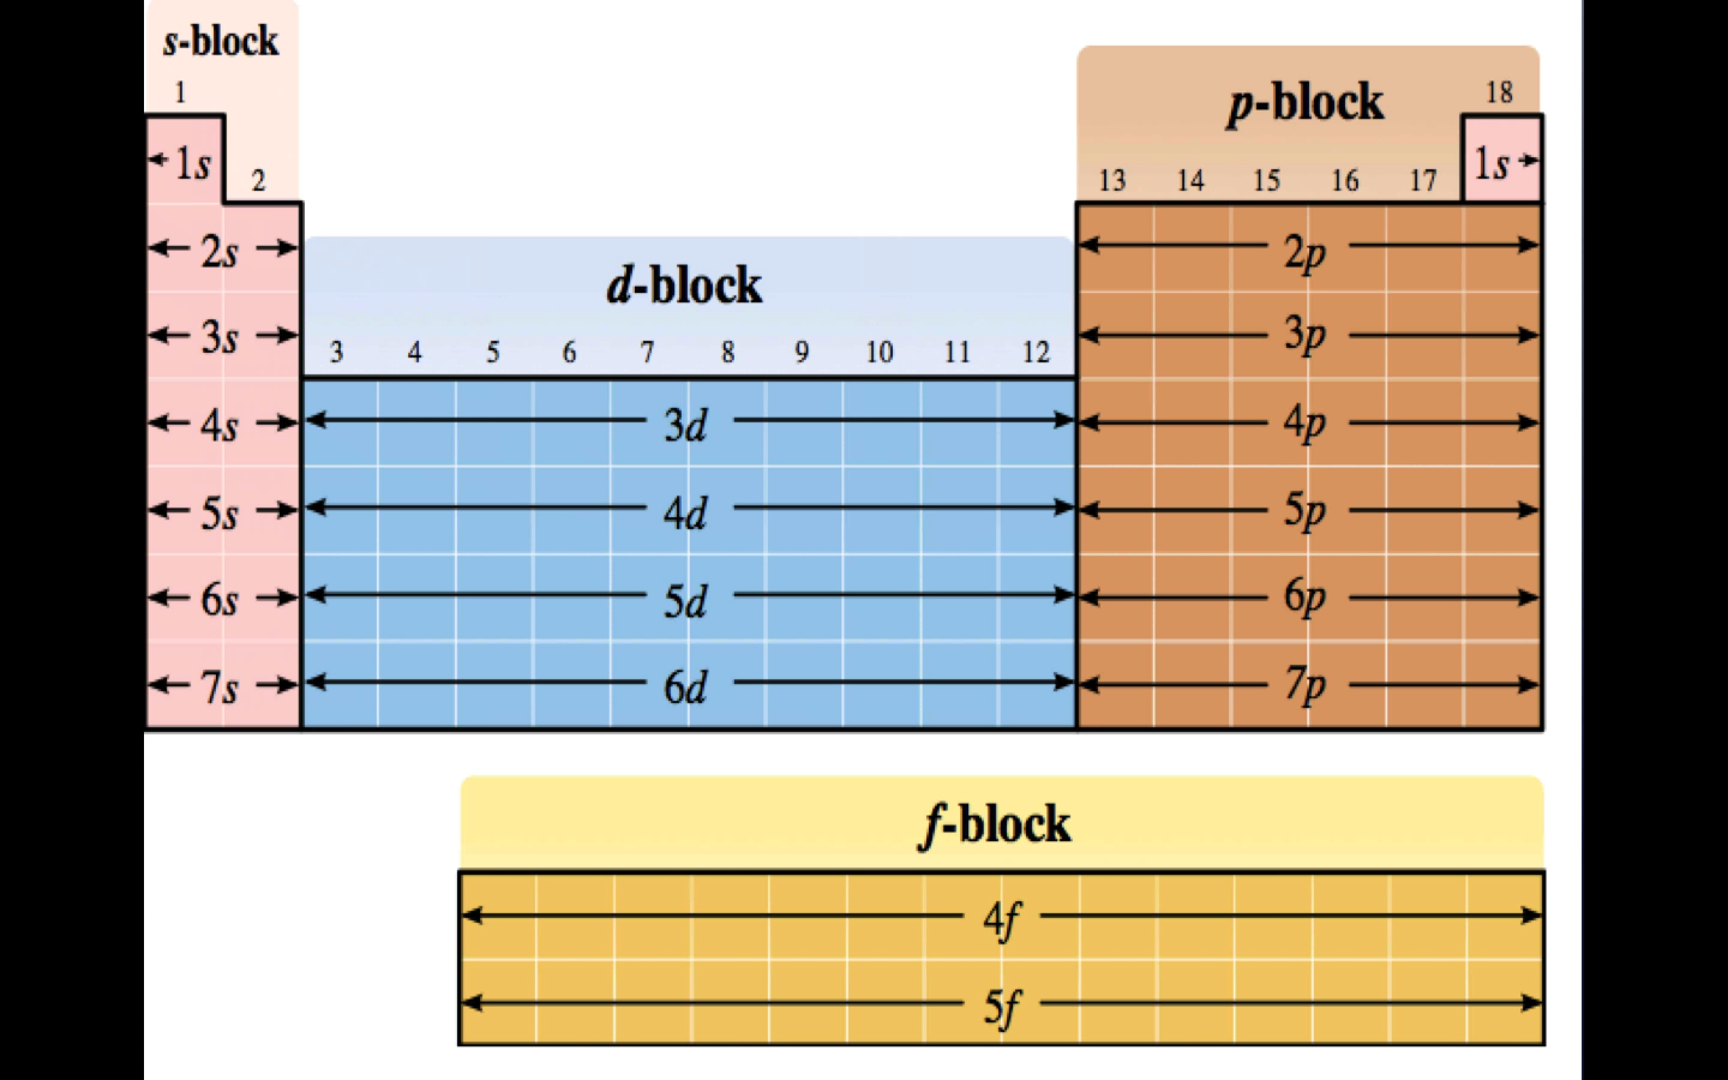 s-block
1
p-block
18
1s
2
13 14 15 16 17
1s
2s
2p
d-block
3s
3p
3 4 5 6 7 8 9 10 11 12
4s 3d 4p
5s 4d 5p
6s 5d 6p
7s 6d 7p
f-block
4f
5f